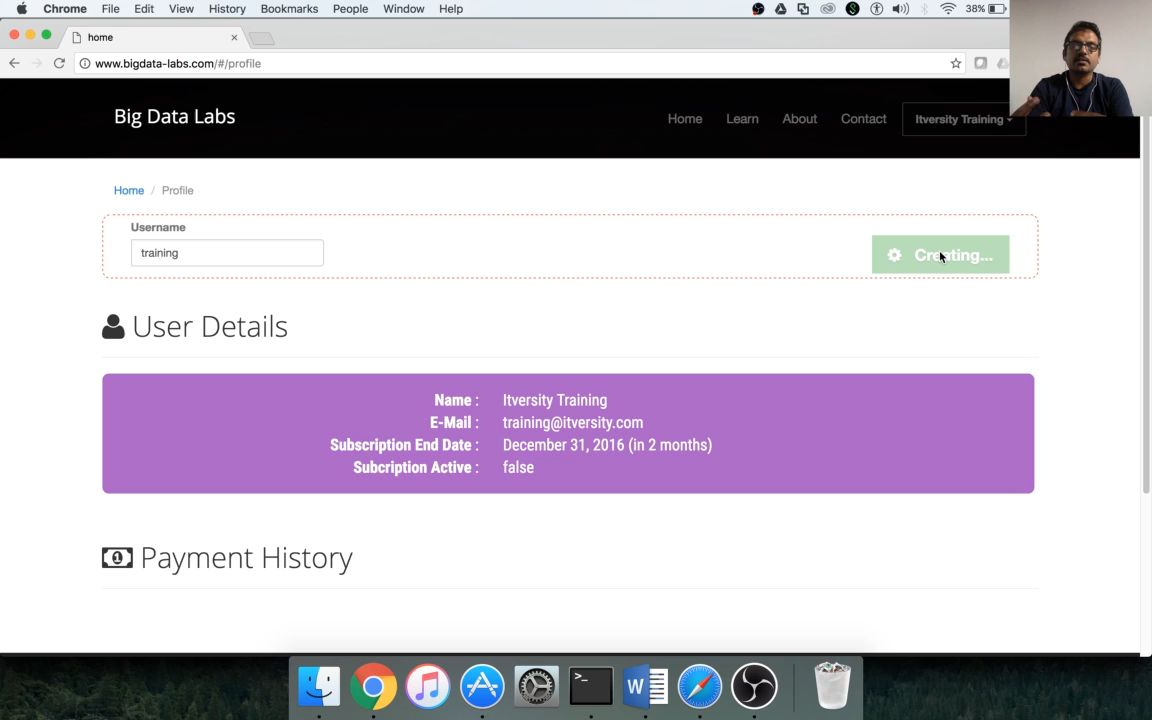 Chrome File Edit View History Bookmarks People Window Help 38%
home
www.bigdata-labs.com/#/profile
Big Data Labs
Home Learn About Contact Itversity Training
Home / Profile
Username
training
Creating...
User Details
Name : Itversity Training
E-Mail : training@itversity.com
Subscription End Date : December 31, 2016 (in 2 months)
Subcription Active : false
Payment History